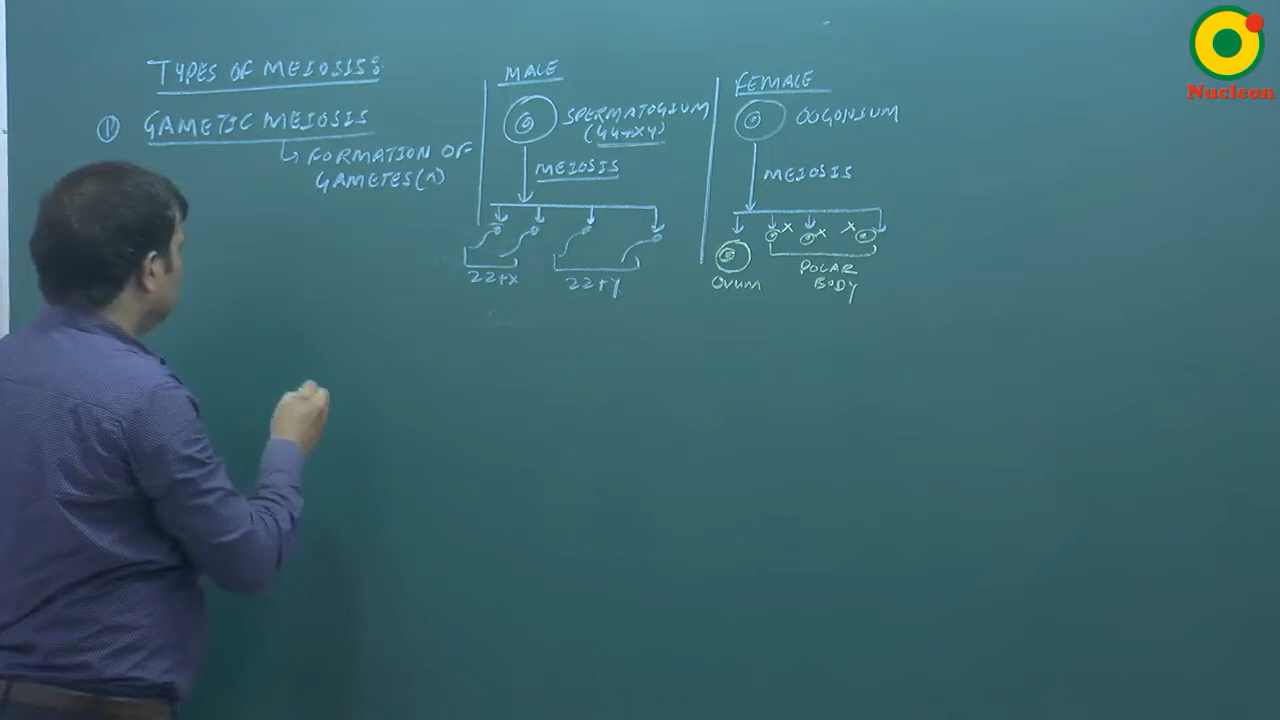 TYPES OF MEIOSIS:
① GAMETIC MEIOSIS
FORMATION OF
GAMETES(n)
MALE
SPERMATOGIUM
(44+XY)
MEIOSIS
22+X
22+Y
FEMALE
OOGONIUM
MEIOSIS
OVUM
POLAR
BODY
Nucleon